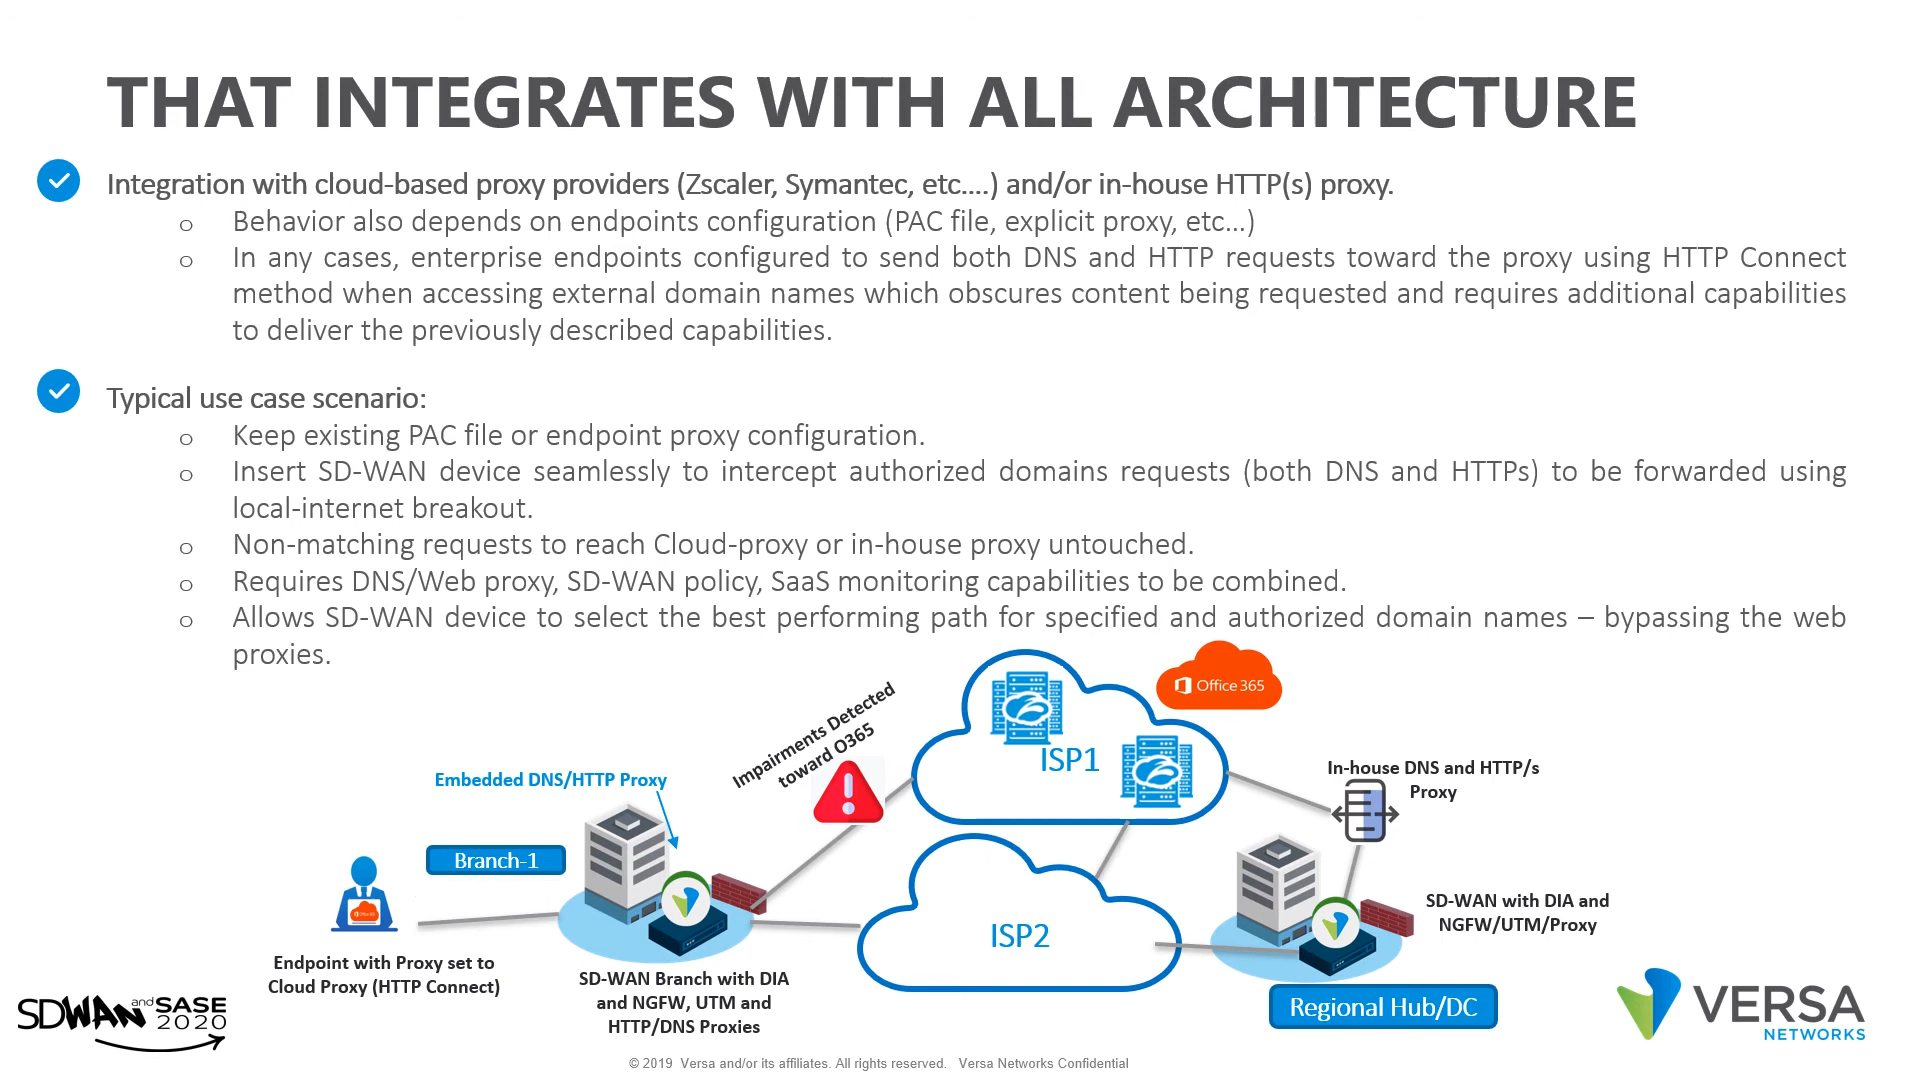 THAT INTEGRATES WITH ALL ARCHITECTURE
Integration with cloud-based proxy providers (Zscaler, Symantec, etc....) and/or in-house HTTP(s) proxy.
o Behavior also depends on endpoints configuration (PAC file, explicit proxy, etc...)
o In any cases, enterprise endpoints configured to send both DNS and HTTP requests toward the proxy using HTTP Connect
method when accessing external domain names which obscures content being requested and requires additional capabilities
to deliver the previously described capabilities.
Typical use case scenario:
o Keep existing PAC file or endpoint proxy configuration.
o Insert SD-WAN device seamlessly to intercept authorized domains requests (both DNS and HTTPs) to be forwarded using
local-internet breakout.
o Non-matching requests to reach Cloud-proxy or in-house proxy untouched.
o Requires DNS/Web proxy, SD-WAN policy, SaaS monitoring capabilities to be combined.
o Allows SD-WAN device to select the best performing path for specified and authorized domain names – bypassing the web
proxies.
Impairments Detected
toward O365
Office 365
ISP1
Embedded DNS/HTTP Proxy
In-house DNS and HTTP/s
Proxy
Branch-1
Office 365
ISP2
SD-WAN with DIA and
NGFW/UTM/Proxy
Endpoint with Proxy set to
Cloud Proxy (HTTP Connect)
SD-WAN Branch with DIA
and NGFW, UTM and
HTTP/DNS Proxies
Regional Hub/DC
SDWAN and SASE
2020
VERSA
NETWORKS
© 2019 Versa and/or its affiliates. All rights reserved. Versa Networks Confidential